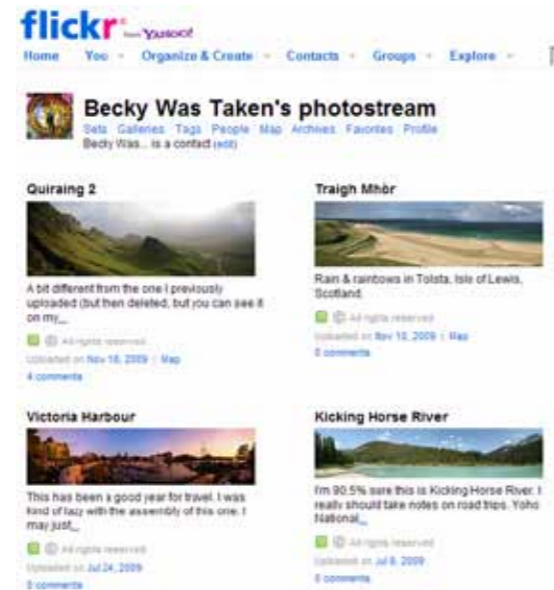 flickr from YAHOO!
Home You Organize & Create Contacts Groups Explore
Becky Was Taken's photostream
Sets Galleries Tags People Map Archives Favorites Profile
Becky Was... is a contact (edit)
Quiraing 2
A bit different from the one I previously
uploaded (but then deleted, but you can see it
on my...
© All rights reserved
Uploaded on Nov 18, 2009 | Map
4 comments
Traigh Mhòr
Rain & rainbows in Tolsta, Isle of Lewis,
Scotland.
© All rights reserved
Uploaded on Nov 10, 2009 | Map
comments
Victoria Harbour
This has been a good year for travel. I was
kind of lazy with the assembly of this one. I
may just...
© All rights reserved
Uploaded on Jul 24, 2009
comments
Kicking Horse River
I'm 90.5% sure this is Kicking Horse River. I
really should take notes on road trips. Yoho
National...
© All rights reserved
Uploaded on Jul 8, 2009
comments